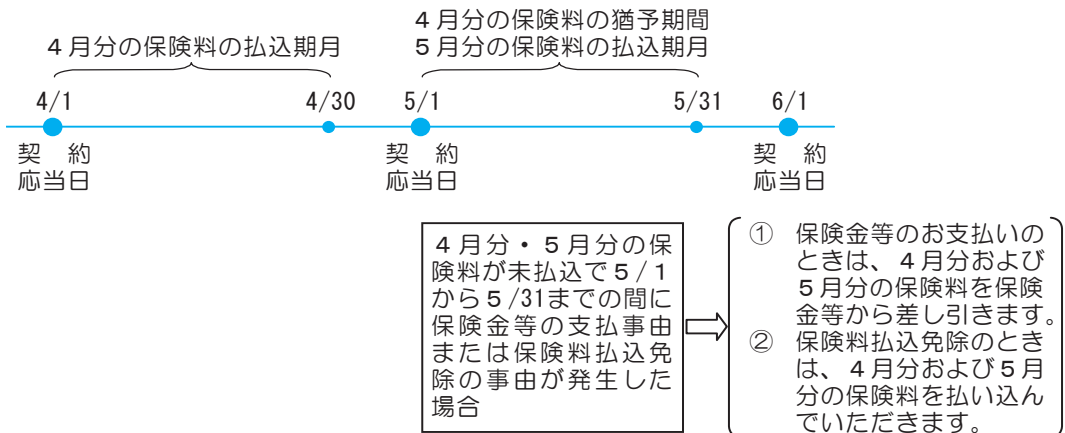 ４月分の保険料の猶予期間
４月分の保険料の払込期月
５月分の保険料の払込期月
4/1
4/30
5/1
5/31
6/1
契　約
応当日
契　約
応当日
契　約
応当日
４月分・５月分の保
険料が未払込で５/１
から５/31までの間に
保険金等の支払事由
または保険料払込免
除の事由が発生した
場合
①　保険金等のお支払いの
ときは、４月分および
５月分の保険料を保険
金等から差し引きます。
②　保険料払込免除のとき
は、４月分および５月
分の保険料を払い込ん
でいただきます。